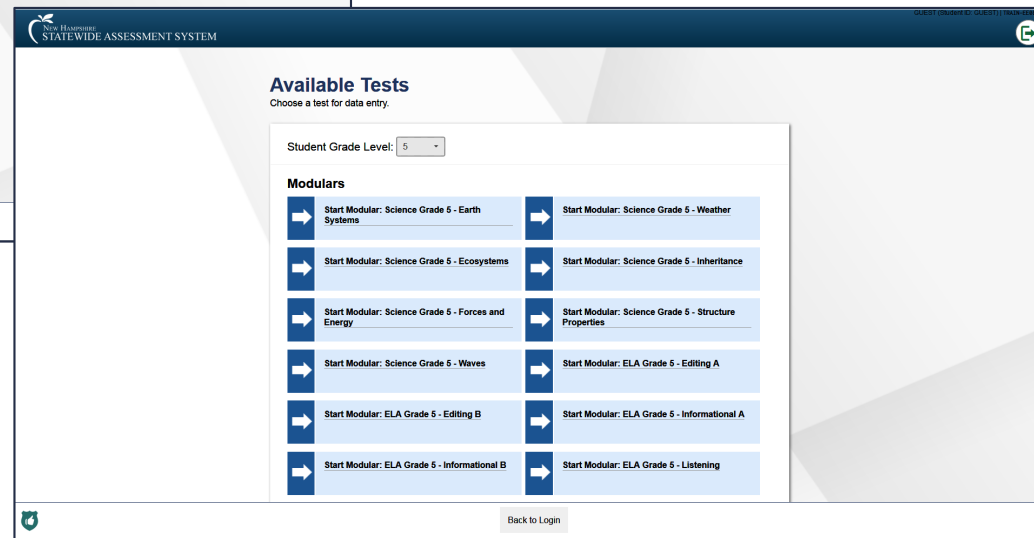 GUEST (Student ID: GUEST) |
NEW HAMPSHIRE
STATEWIDE ASSESSMENT SYSTEM
Available Tests
Choose a test for data entry.
Student Grade Level: 5
Modulars
Start Modular: Science Grade 5 - Earth
Systems
Start Modular: Science Grade 5 - Weather
Start Modular: Science Grade 5 - Ecosystems
Start Modular: Science Grade 5 - Inheritance
Start Modular: Science Grade 5 - Forces and
Energy
Start Modular: Science Grade 5 - Structure
Properties
Start Modular: Science Grade 5 - Waves
Start Modular: ELA Grade 5 - Editing A
Start Modular: ELA Grade 5 - Editing B
Start Modular: ELA Grade 5 - Informational A
Start Modular: ELA Grade 5 - Informational B
Start Modular: ELA Grade 5 - Listening
Back to Login